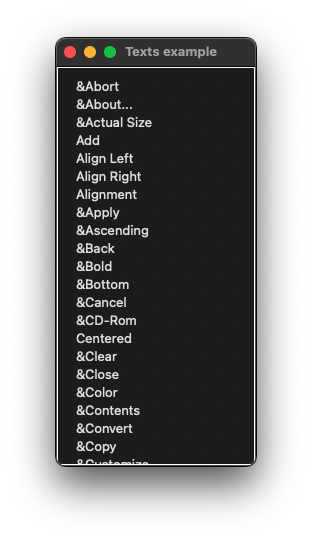 Texts example
&Abort
&About...
&Actual Size
Add
Align Left
Align Right
Alignment
&Apply
&Ascending
&Back
&Bold
&Bottom
&Cancel
&CD-Rom
Centered
&Clear
&Close
&Color
&Contents
&Convert
&Copy
&Customize